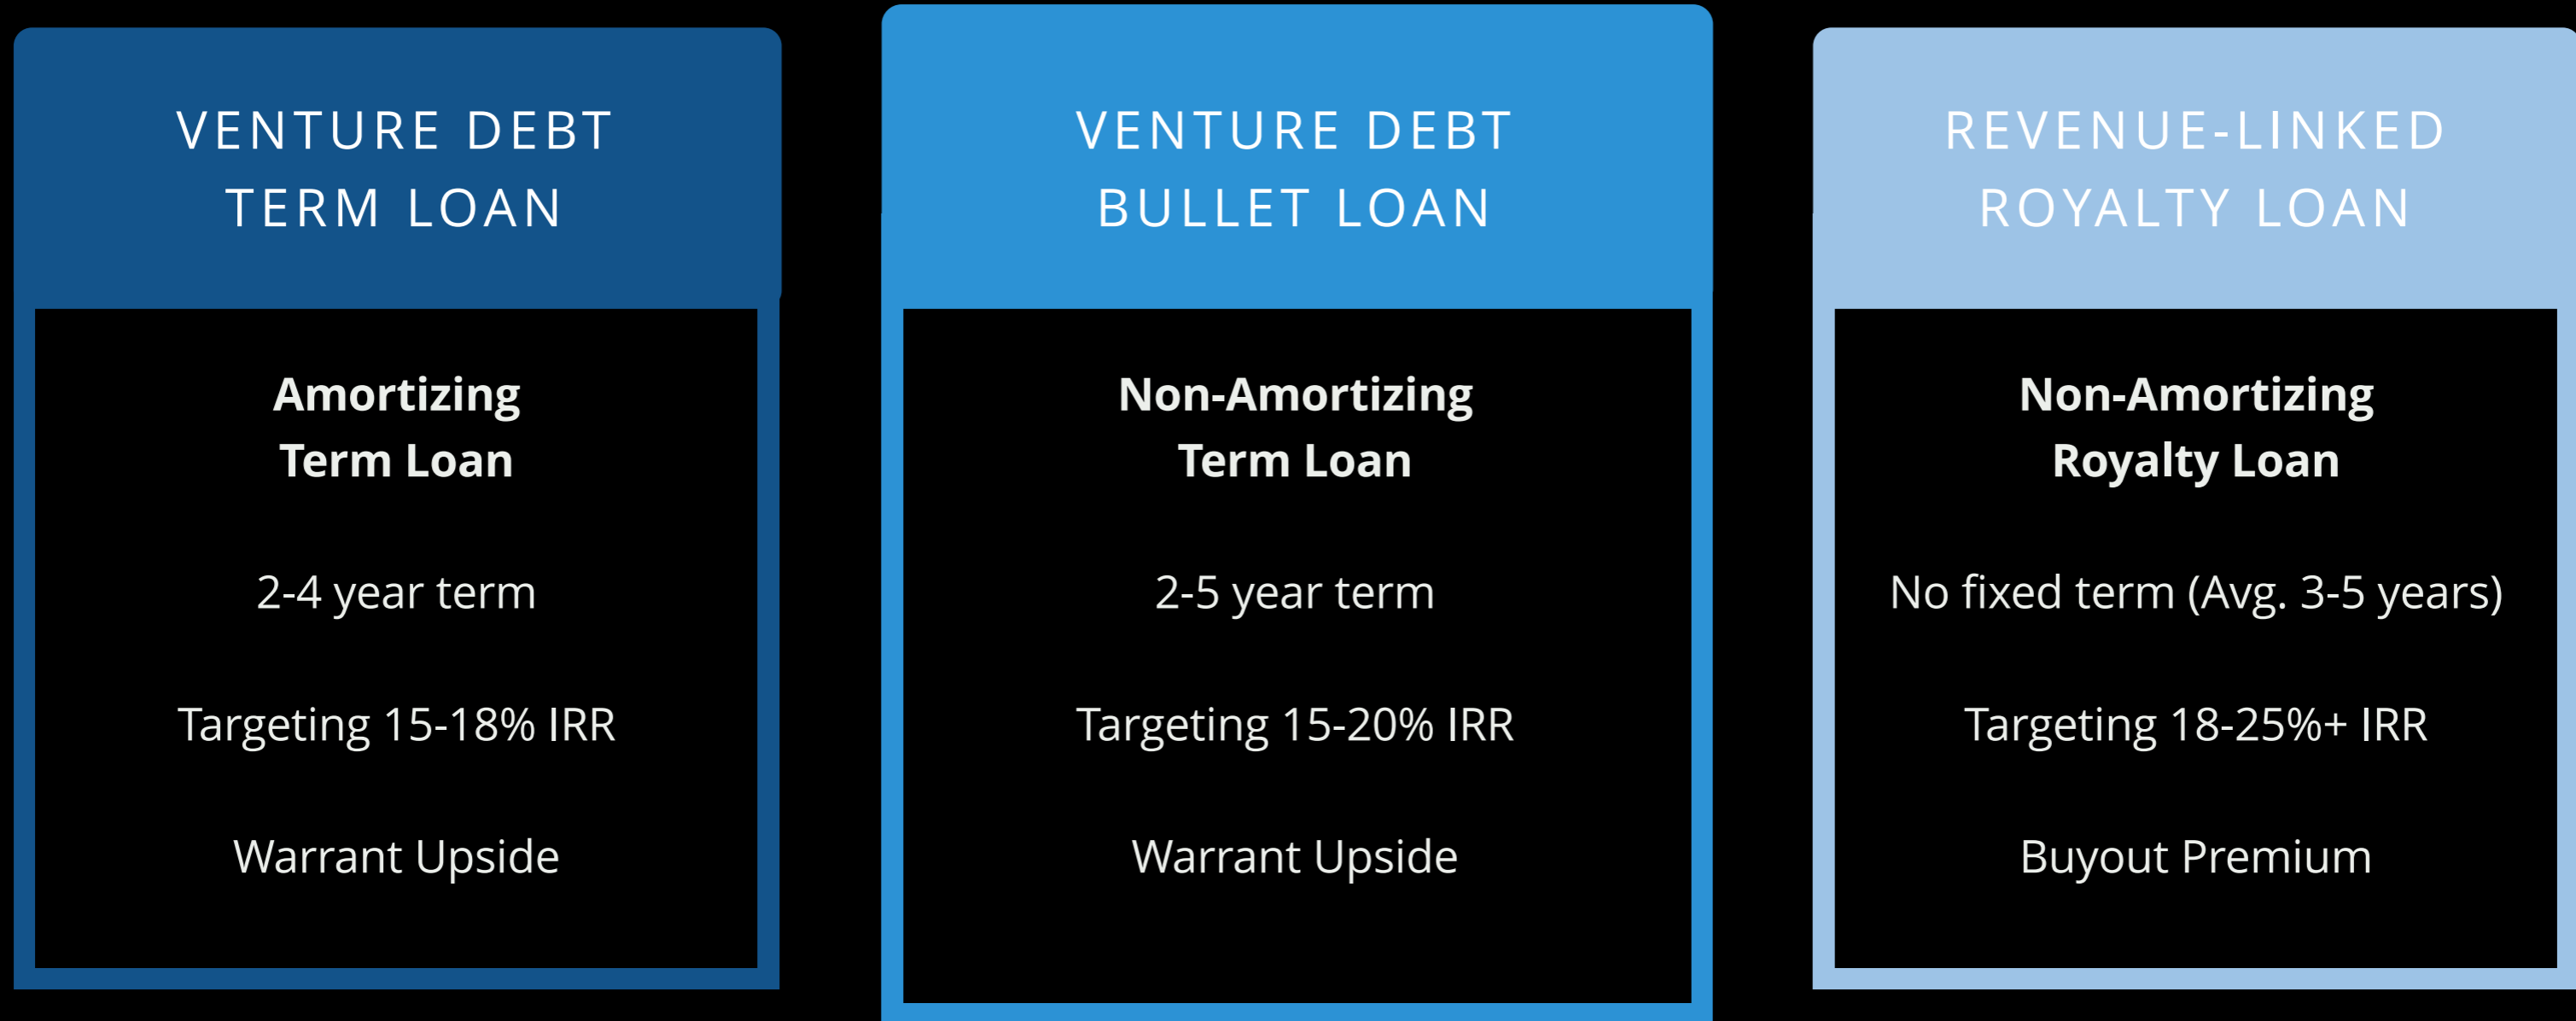 VENTURE DEBT
TERM LOAN
Amortizing
Term Loan
2-4 year term
Targeting 15-18% IRR
Warrant Upside
VENTURE DEBT
BULLET LOAN
Non-Amortizing
Term Loan
2-5 year term
Targeting 15-20% IRR
Warrant Upside
REVENUE-LINKED
ROYALTY LOAN
Non-Amortizing
Royalty Loan
No fixed term (Avg. 3-5 years)
Targeting 18-25%+ IRR
Buyout Premium